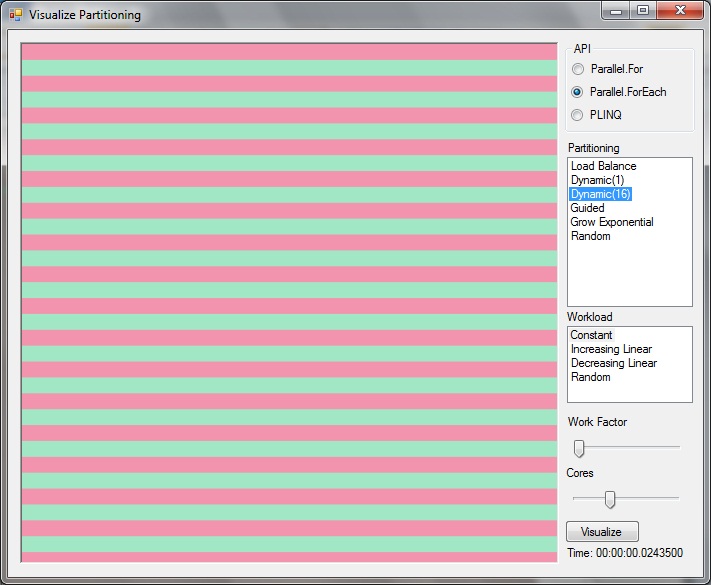 Visualize Partitioning
API
Parallel.For
Parallel.ForEach
PLINQ
Partitioning
Load Balance
Dynamic(1)
Dynamic(16)
Guided
Grow Exponential
Random
Workload
Constant
Increasing Linear
Decreasing Linear
Random
Work Factor
Cores
Visualize
Time: 00:00:00.0243500